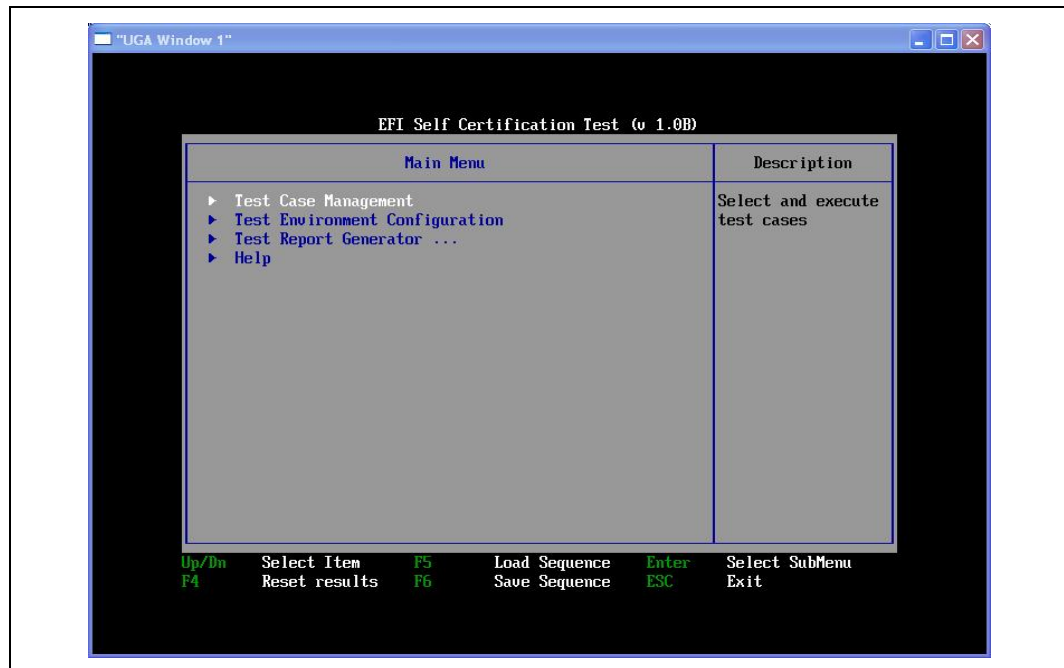 "UGA Window 1"
EFI Self Certification Test (v 1.0B)
Main Menu
Description
Test Case Management
Test Environment Configuration
Test Report Generator ...
Help
Select and execute
test cases
Up/Dn Select Item F5 Load Sequence Enter Select SubMenu
F4 Reset results F6 Save Sequence ESC Exit